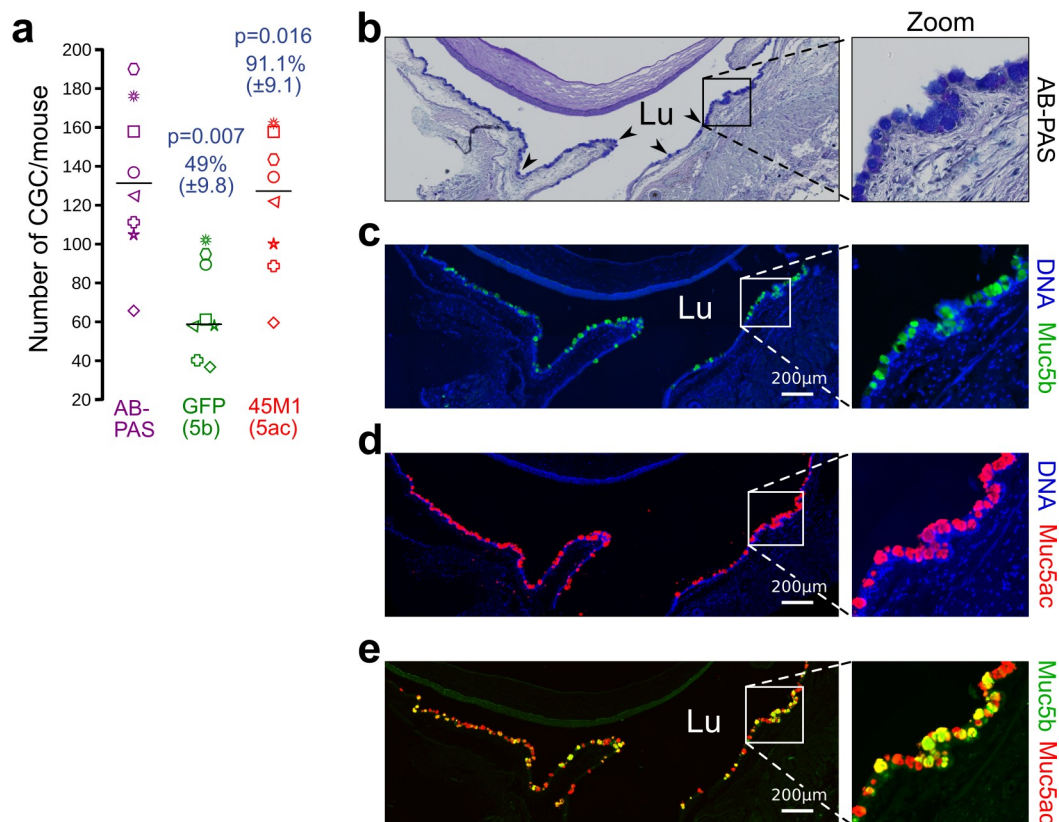 a
Number of CGC/mouse
200
180
160
140
120
100
80
60
40
20
p=0.007
49%
(±9.8)
p=0.016
91.1%
(±9.1)
AB-
PAS
GFP
(5b)
45M1
(5ac)
b
Zoom
Lu
AB-PAS
c
Lu
200µm
DNA Muc5b
d
200µm
DNA Muc5ac
e
Lu
200µm
Muc5b
Muc5ac